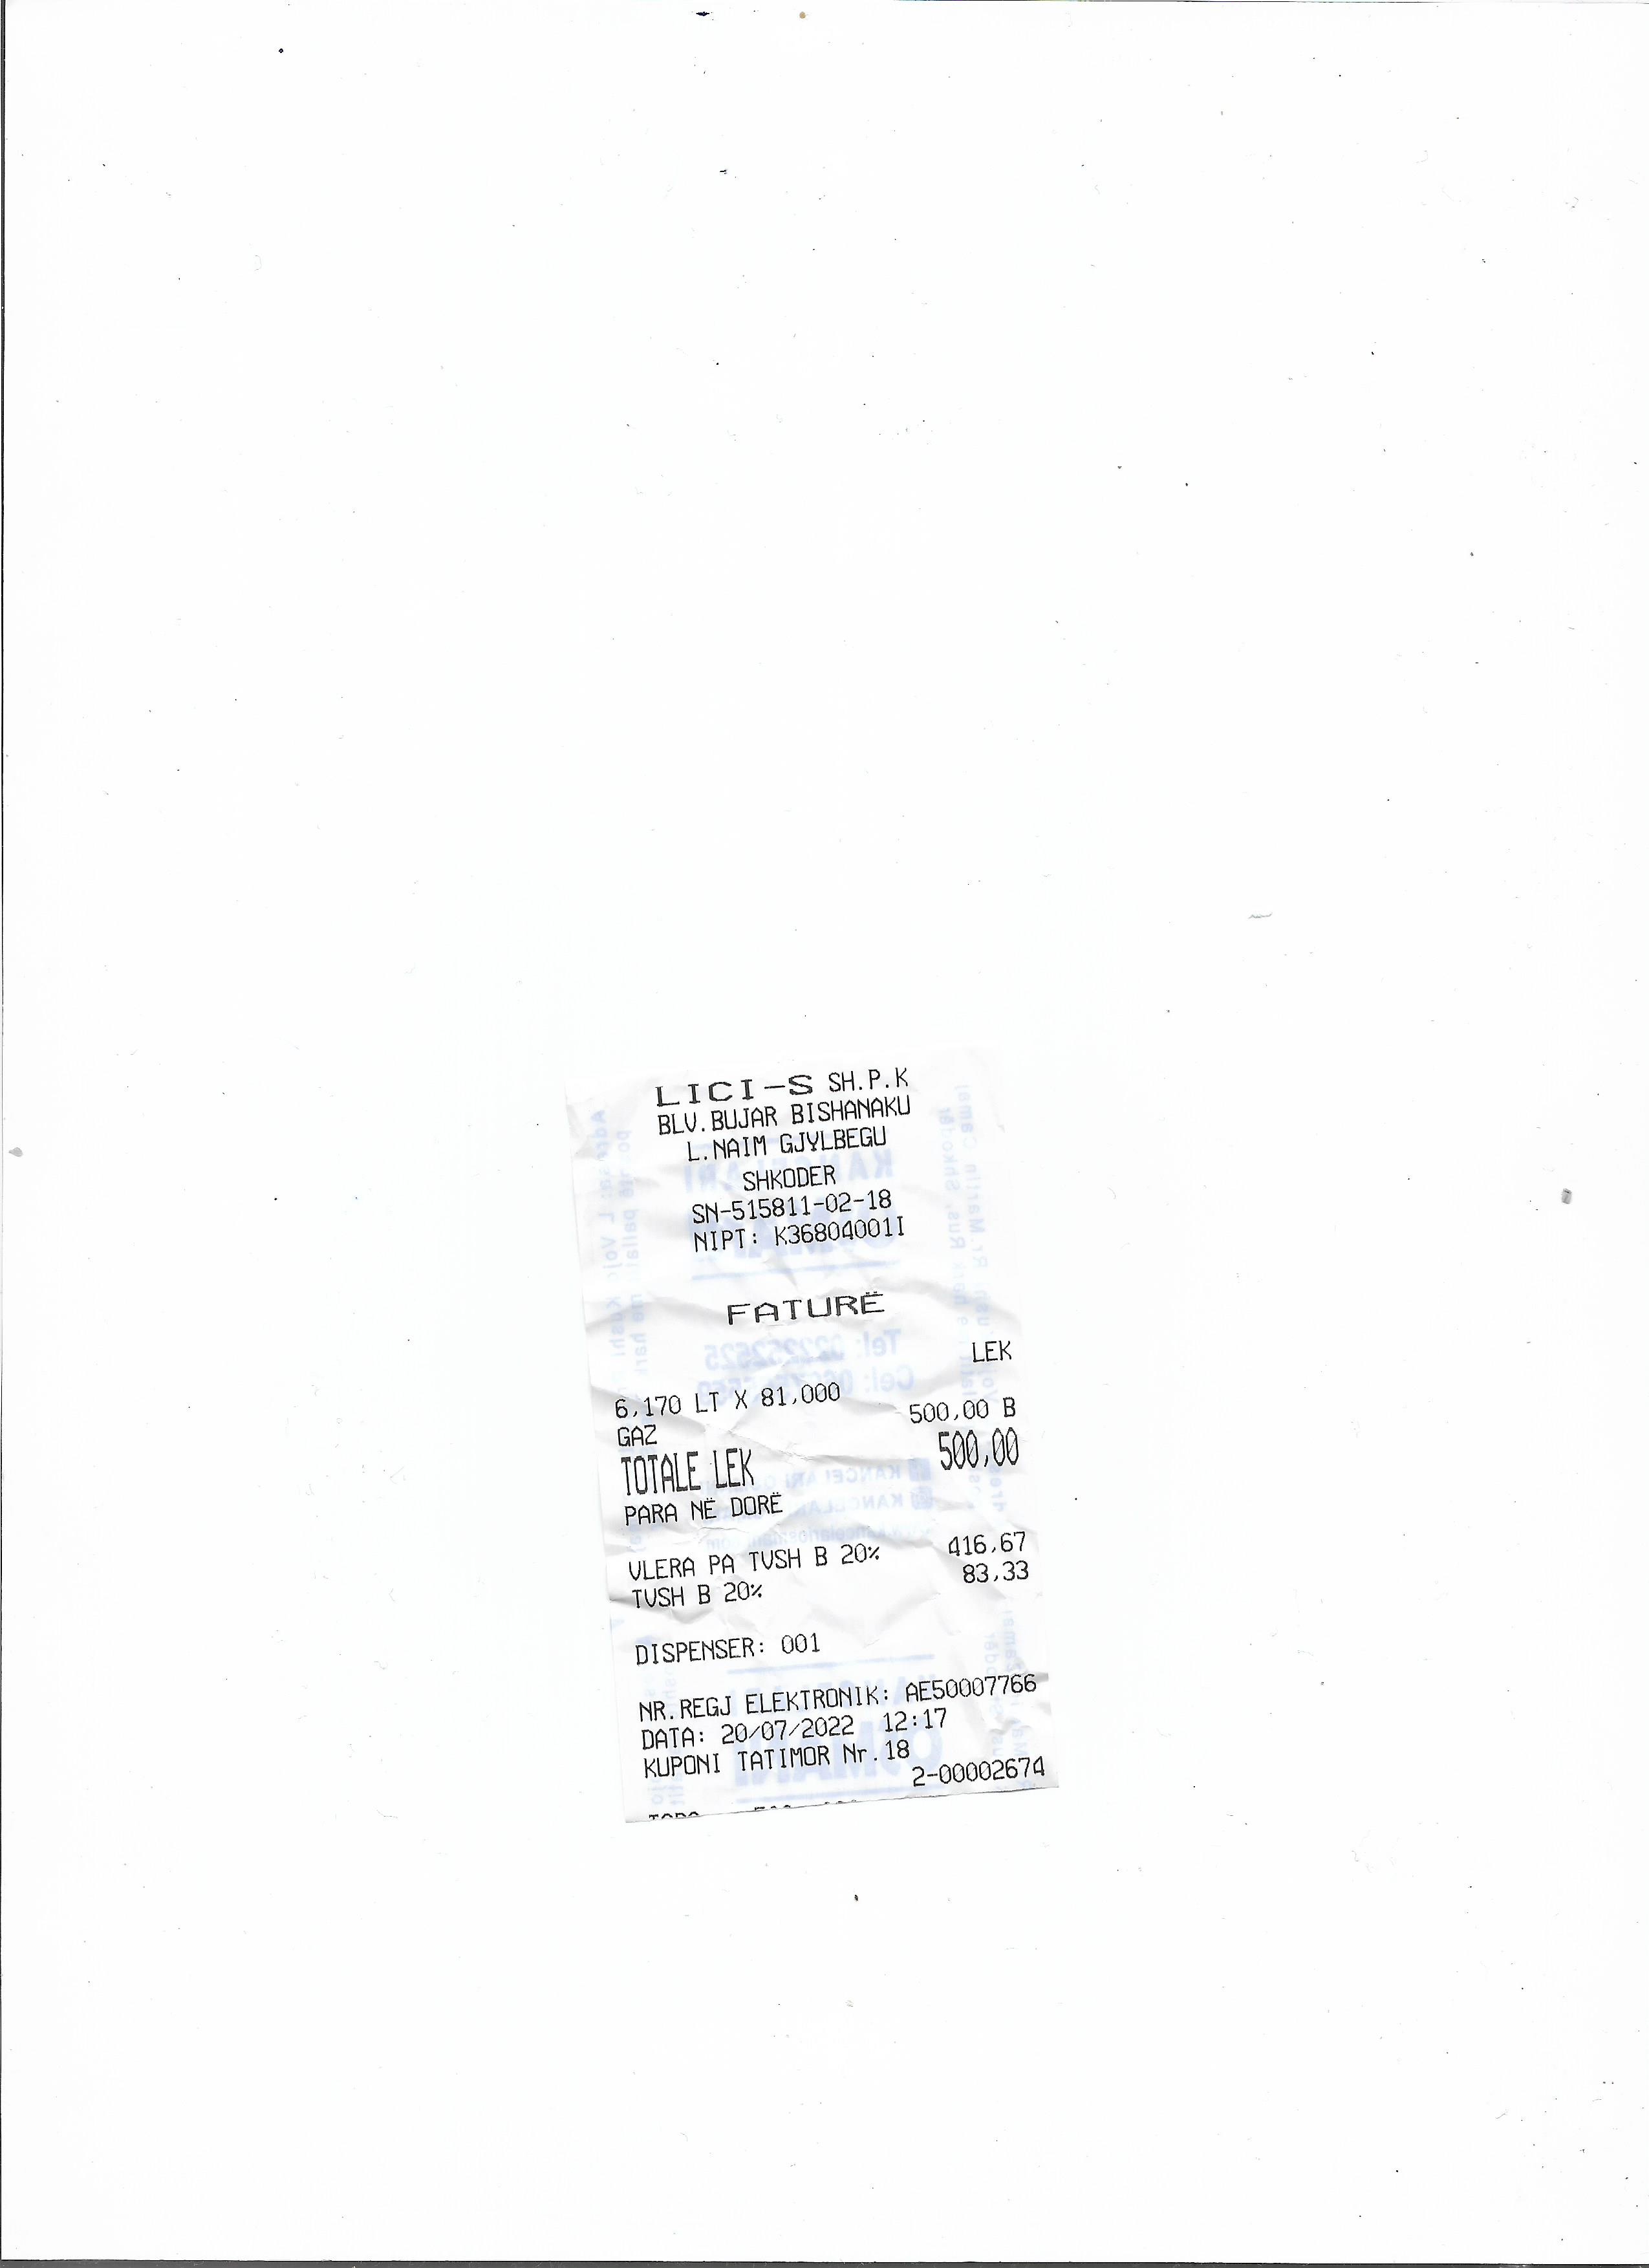 LICI-S SH.P.K
BLV.BUJAR BISHANAKU
L.NAIM GJYLBEGU
SHKODER
SN-515811-02-18
NIPT: K36804001I
FATURË
LEK
6,170 LT X 81,000
GAZ 500,00 B
TOTALE LEK 500,00
PARA NË DORË
VLERA PA TVSH B 20% 416,67
TVSH B 20% 83,33
DISPENSER: 001
NR.REGJ ELEKTRONIK: AE50007766
DATA: 20/07/2022 12:17
KUPONI TATIMOR Nr.18
2-00002674